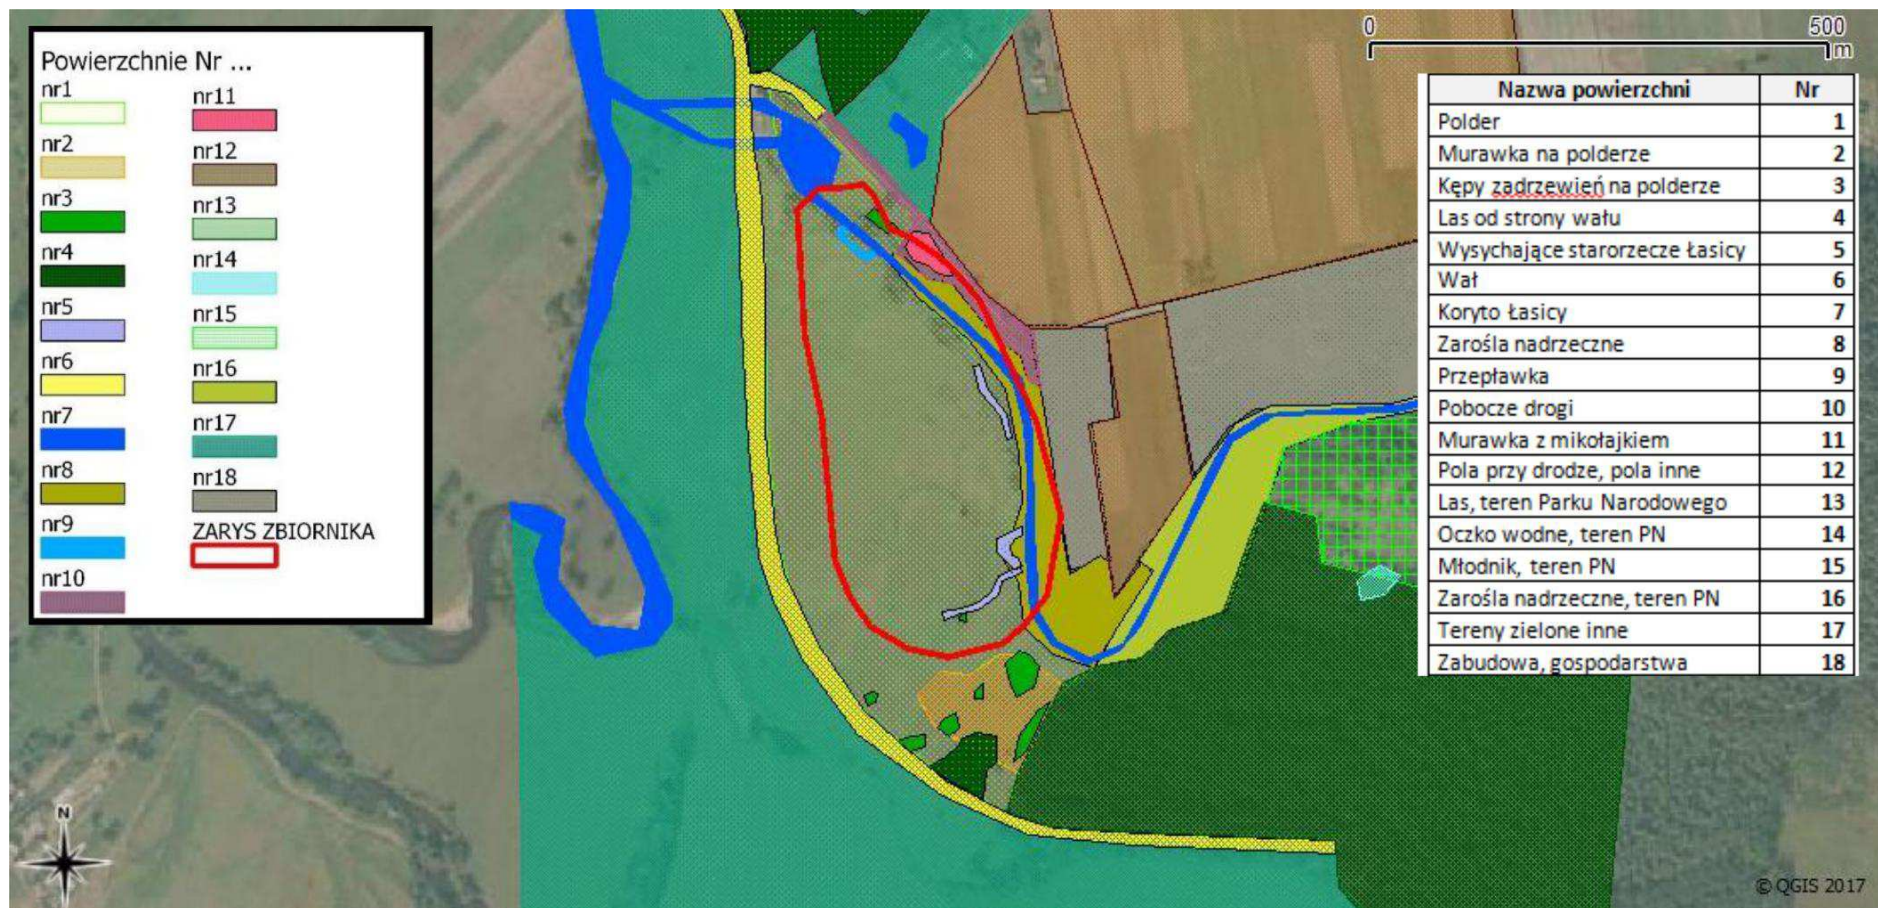 Powierzchnie Nr ...
nr1
nr2
nr3
nr4
nr5
nr6
nr7
nr8
nr9
nr10
nr11
nr12
nr13
nr14
nr15
nr16
nr17
nr18
ZARYS ZBIORNIKA
0 500
m
Nazwa powierzchni Nr
Polder 1
Murawka na polderze 2
Kępy zadrzewień na polderze 3
Las od strony wału 4
Wysychające starorzecze Łasicy 5
Wał 6
Koryto Łasicy 7
Zarośla nadrzeczne 8
Przepławka 9
Pobocze drogi 10
Murawka z mikołajkiem 11
Pola przy drodze, pola inne 12
Las, teren Parku Narodowego 13
Oczko wodne, teren PN 14
Młodnik, teren PN 15
Zarośla nadrzeczne, teren PN 16
Tereny zielone inne 17
Zabudowa, gospodarstwa 18
N
© QGIS 2017